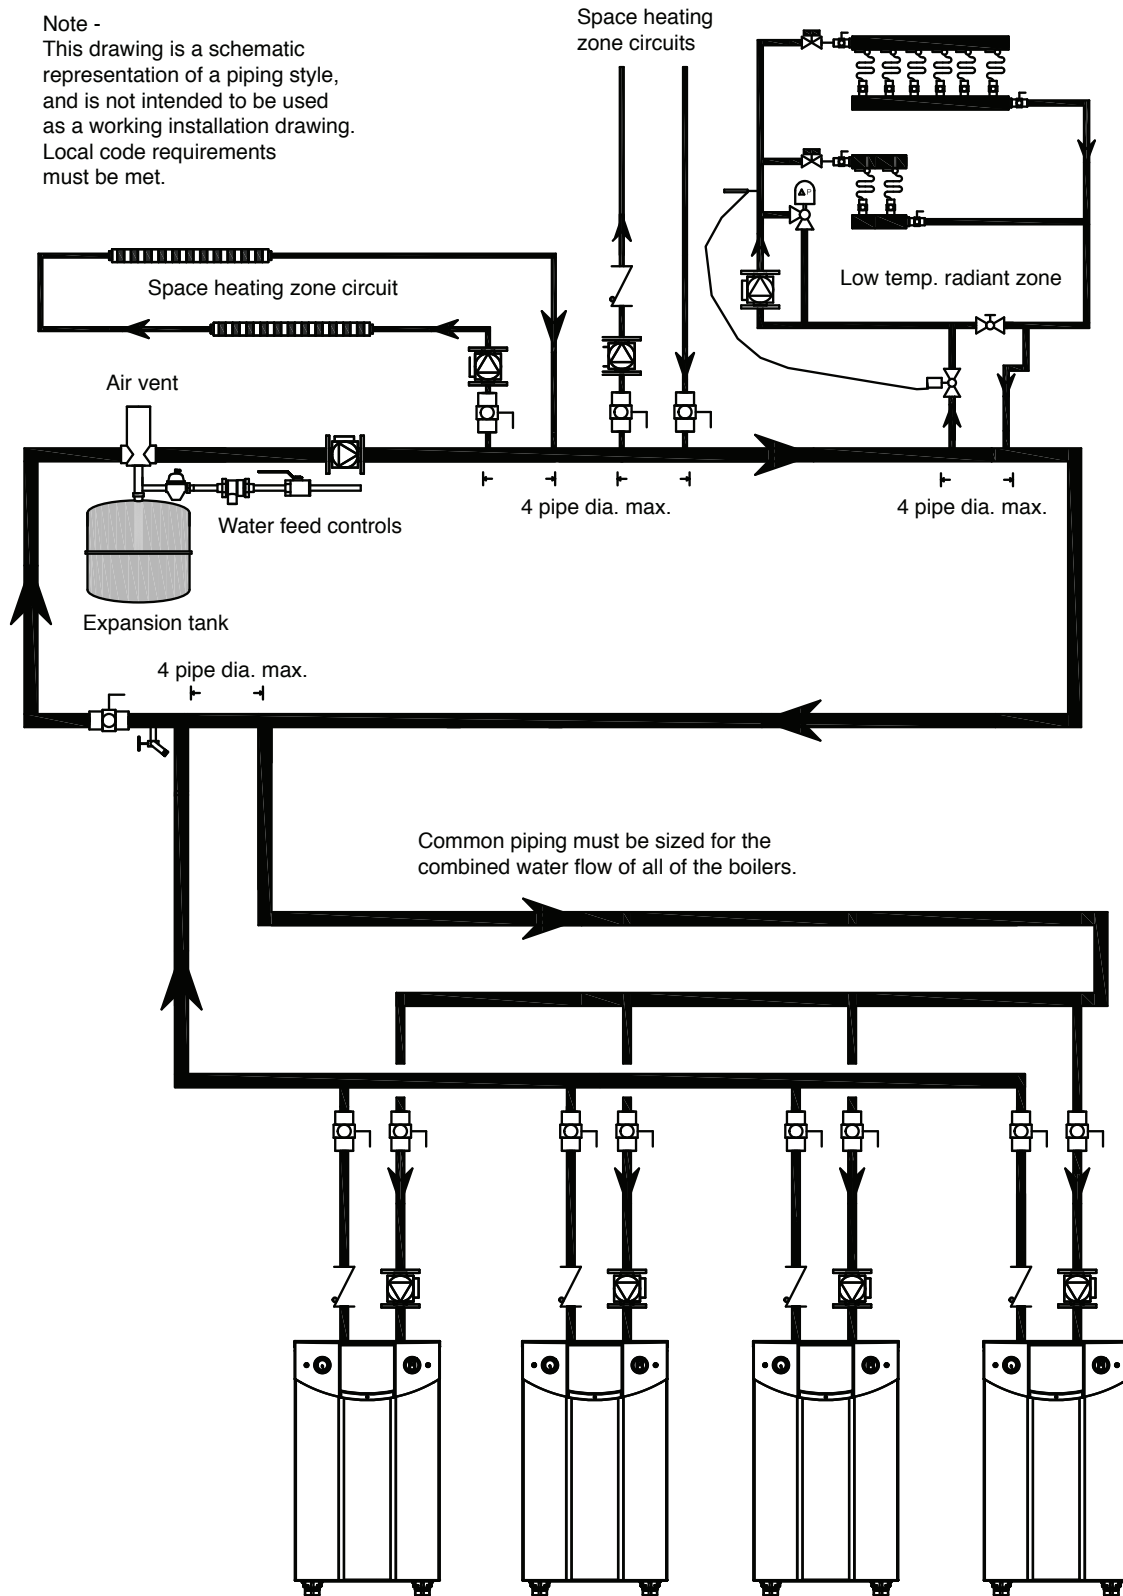 Note -
This drawing is a schematic
representation of a piping style,
and is not intended to be used
as a working installation drawing.
Local code requirements
must be met.
Space heating
zone circuits
P
Space heating zone circuit
Low temp. radiant zone
Air vent
4 pipe dia. max.
4 pipe dia. max.
Water feed controls
Expansion tank
4 pipe dia. max.
Common piping must be sized for the
combined water flow of all of the boilers.